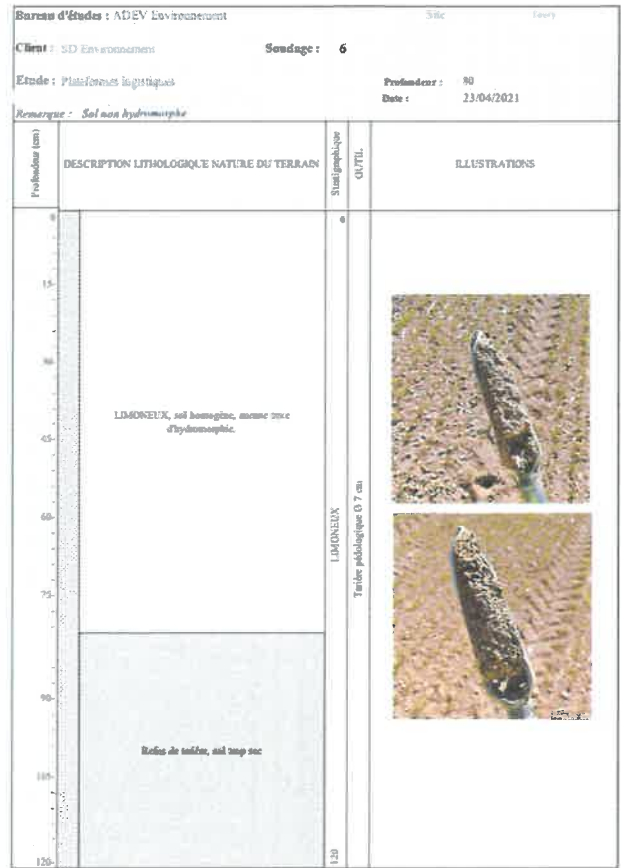 Bureau d'études : ADEV Environnement Site
Client : SD Environnement Sondage : 6
Etude : Plateformes logistiques Profondeur : 90
Date : 23/04/2021
Remarque : Sol non hydromorphe
Profondeur (cm)
DESCRIPTION LITHOLOGIQUE NATURE DU TERRAIN
Stratigraphique
OUTIL
ILLUSTRATIONS
0
0
15
30
LIMONEUX, sol homogène, aucune trace
d'hydromorphie.
45
60
LIMONEUX
Tarière pédologique Ø 7 cm
75
90
Refus de tarière, sol trop sec
105
120
120